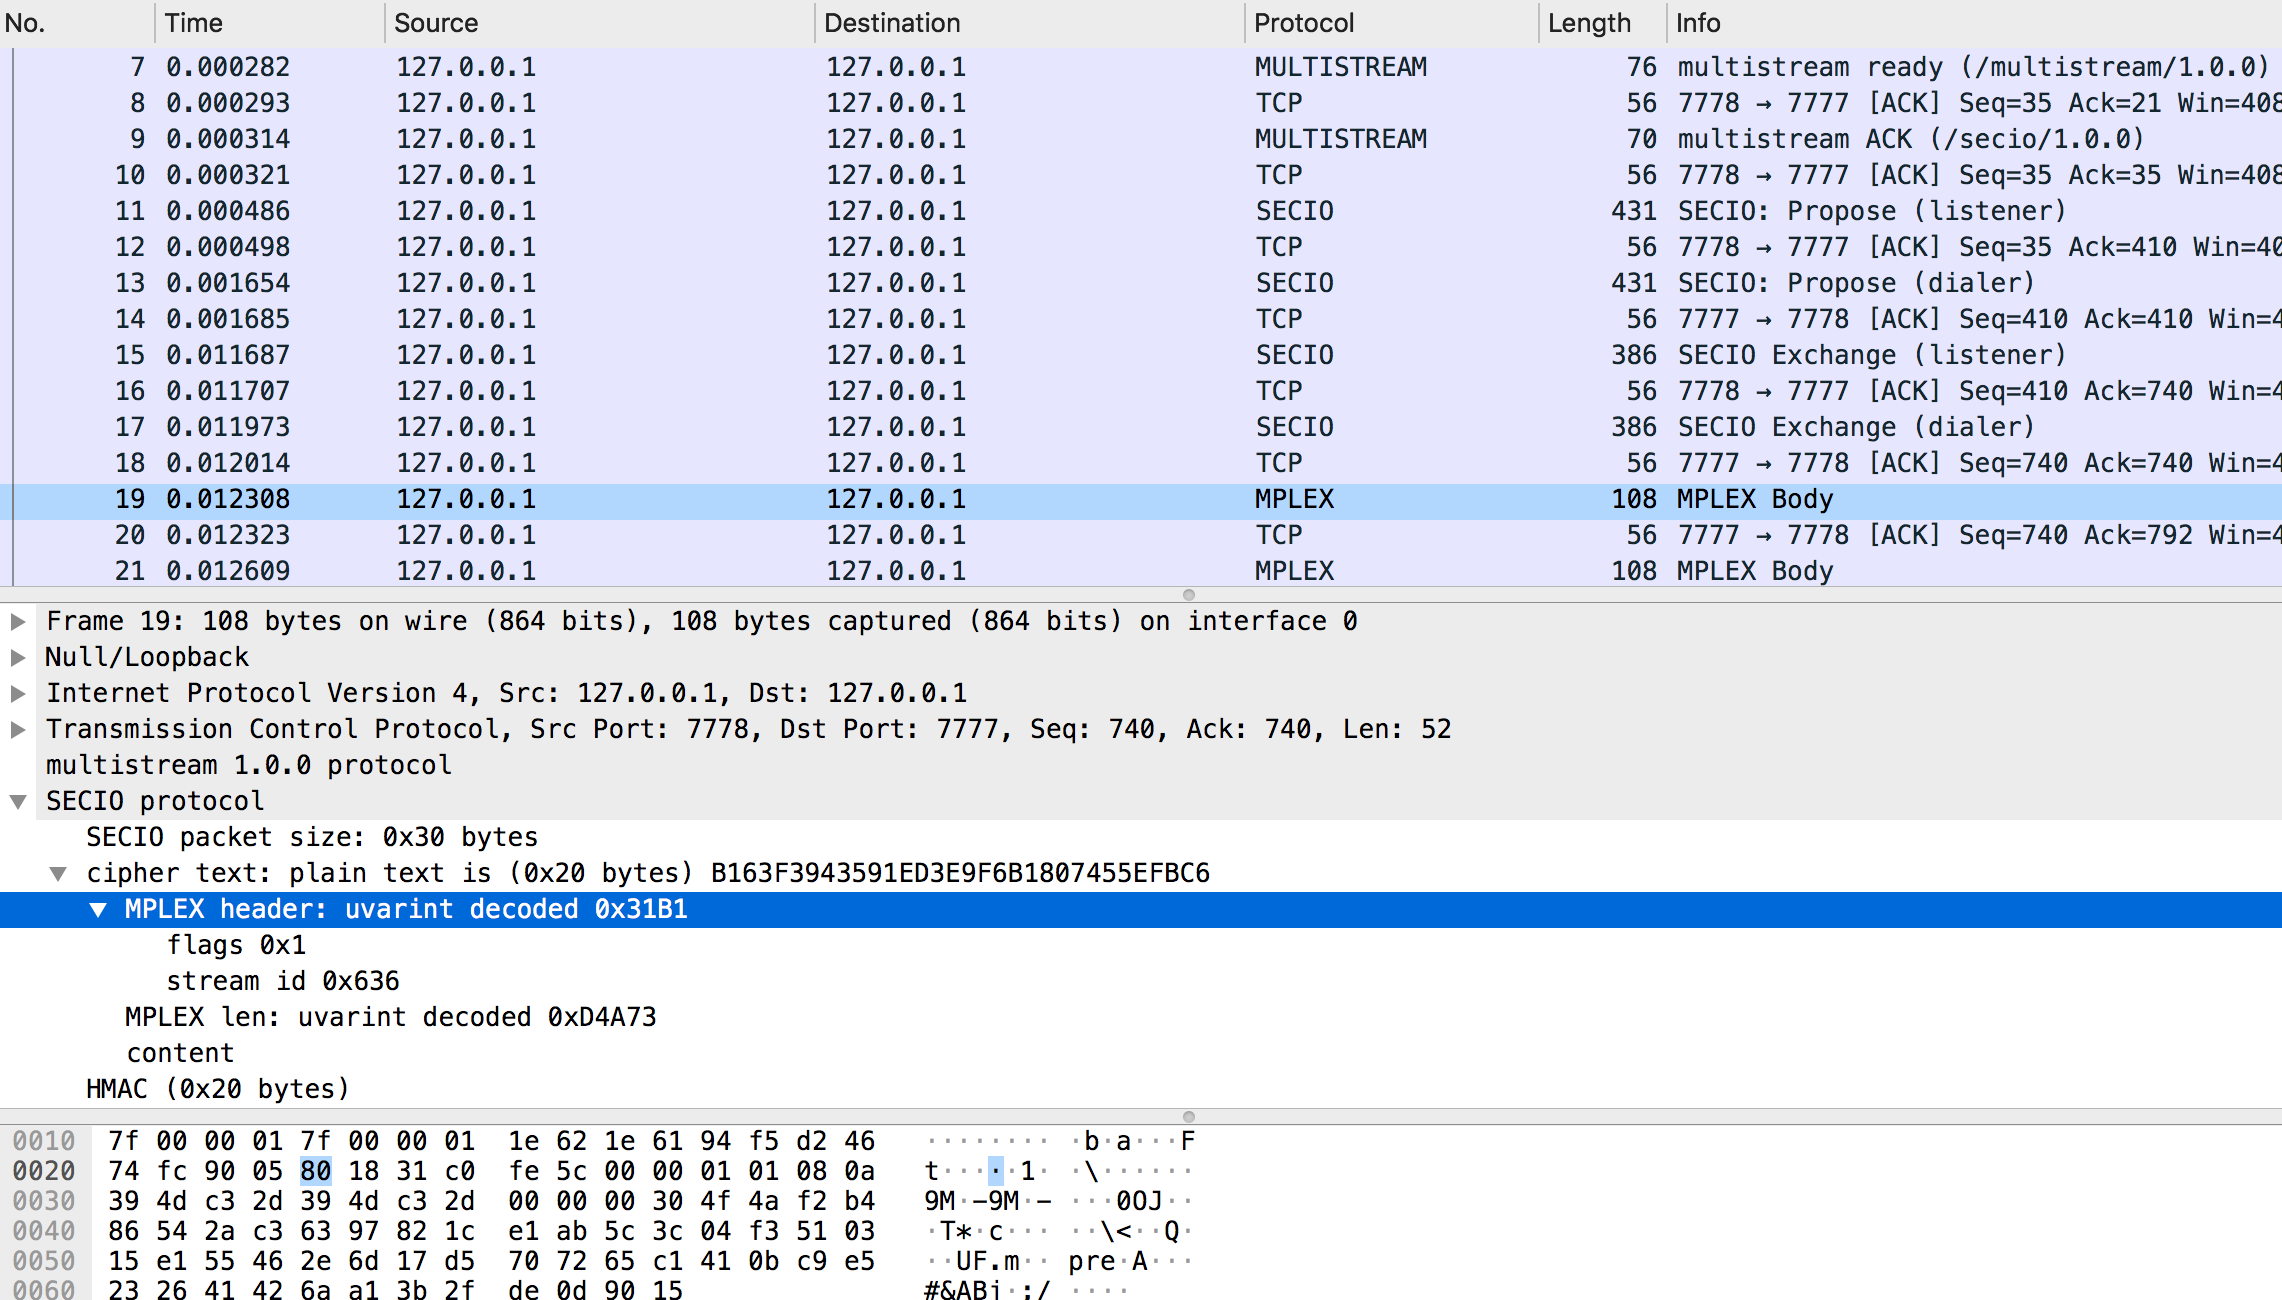 No. Time Source Destination Protocol Length Info
7 0.000282 127.0.0.1 127.0.0.1 MULTISTREAM 76 multistream ready (/multistream/1.0.0)
8 0.000293 127.0.0.1 127.0.0.1 TCP 56 7778 → 7777 [ACK] Seq=35 Ack=21 Win=408
9 0.000314 127.0.0.1 127.0.0.1 MULTISTREAM 70 multistream ACK (/secio/1.0.0)
10 0.000321 127.0.0.1 127.0.0.1 TCP 56 7778 → 7777 [ACK] Seq=35 Ack=35 Win=408
11 0.000486 127.0.0.1 127.0.0.1 SECIO 431 SECIO: Propose (listener)
12 0.000498 127.0.0.1 127.0.0.1 TCP 56 7778 → 7777 [ACK] Seq=35 Ack=410 Win=40
13 0.001654 127.0.0.1 127.0.0.1 SECIO 431 SECIO: Propose (dialer)
14 0.001685 127.0.0.1 127.0.0.1 TCP 56 7777 → 7778 [ACK] Seq=410 Ack=410 Win=4
15 0.011687 127.0.0.1 127.0.0.1 SECIO 386 SECIO Exchange (listener)
16 0.011707 127.0.0.1 127.0.0.1 TCP 56 7778 → 7777 [ACK] Seq=410 Ack=740 Win=4
17 0.011973 127.0.0.1 127.0.0.1 SECIO 386 SECIO Exchange (dialer)
18 0.012014 127.0.0.1 127.0.0.1 TCP 56 7777 → 7778 [ACK] Seq=740 Ack=740 Win=4
19 0.012308 127.0.0.1 127.0.0.1 MPLEX 108 MPLEX Body
20 0.012323 127.0.0.1 127.0.0.1 TCP 56 7777 → 7778 [ACK] Seq=740 Ack=792 Win=4
21 0.012609 127.0.0.1 127.0.0.1 MPLEX 108 MPLEX Body
Frame 19: 108 bytes on wire (864 bits), 108 bytes captured (864 bits) on interface 0
Null/Loopback
Internet Protocol Version 4, Src: 127.0.0.1, Dst: 127.0.0.1
Transmission Control Protocol, Src Port: 7778, Dst Port: 7777, Seq: 740, Ack: 740, Len: 52
multistream 1.0.0 protocol
SECIO protocol
SECIO packet size: 0x30 bytes
cipher text: plain text is (0x20 bytes) B163F3943591ED3E9F6B1807455EFBC6
MPLEX header: uvarint decoded 0x31B1
flags 0x1
stream id 0x636
MPLEX len: uvarint decoded 0xD4A73
content
HMAC (0x20 bytes)
0010 7f 00 00 01 7f 00 00 01 1e 62 1e 61 94 f5 d2 46 ········ ·b·a···F
0020 74 fc 90 05 80 18 31 c0 fe 5c 00 00 01 01 08 0a t·····1· ·\······
0030 39 4d c3 2d 39 4d c3 2d 00 00 00 30 4f 4a f2 b4 9M·-9M·- ···0OJ··
0040 86 54 2a c3 63 97 82 1c e1 ab 5c 3c 04 f3 51 03 ·T*·c··· ··\<··Q·
0050 15 e1 55 46 2e 6d 17 d5 70 72 65 c1 41 0b c9 e5 ··UF.m·· pre·A···
0060 23 26 41 42 6a a1 3b 2f de 0d 90 15 #&ABj·;/ ····